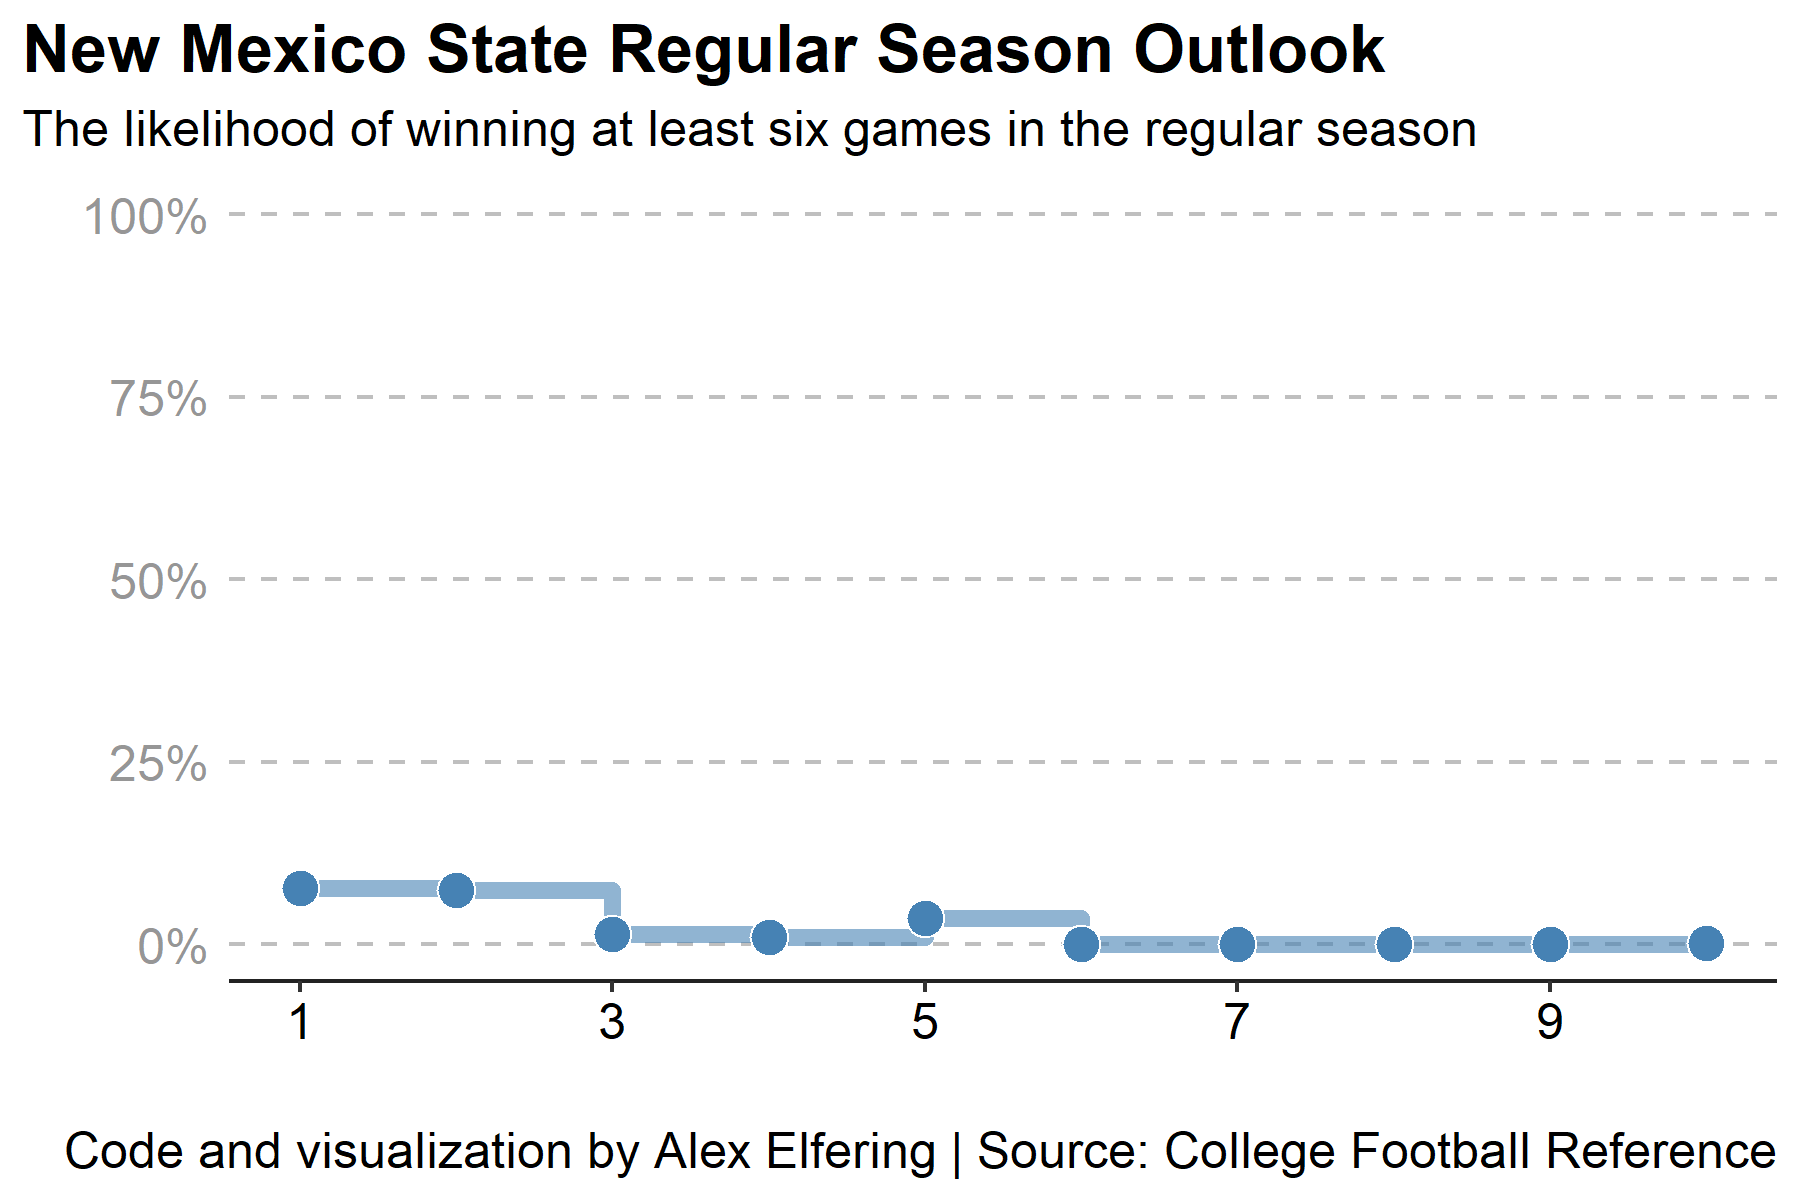 New Mexico State Regular Season Outlook
The likelihood of winning at least six games in the regular season
100%
75%
50%
25%
0%
1 3 5 7 9
Code and visualization by Alex Elfering | Source: College Football Reference